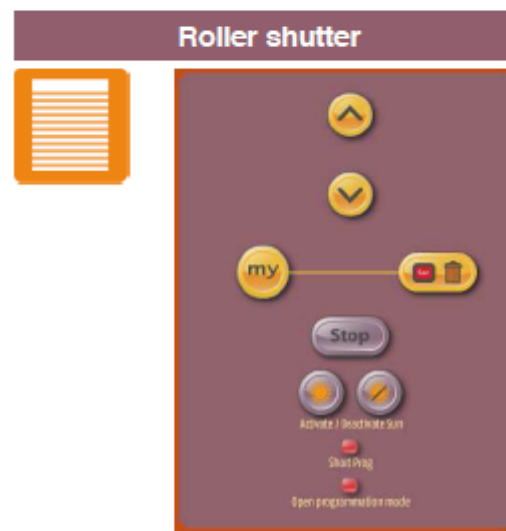 Roller shutter
my
Stop
Activate / Deactivate Sun
Short Prog
Open programmation mode